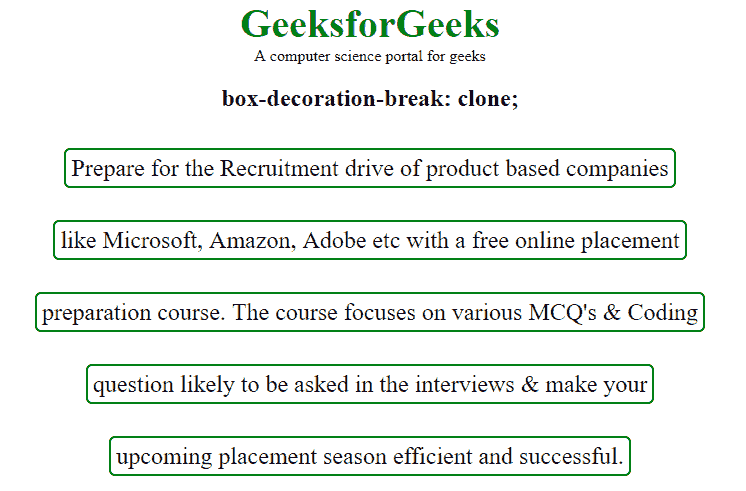 GeeksforGeeks
A computer science portal for geeks
box-decoration-break: clone;
Prepare for the Recruitment drive of product based companies
like Microsoft, Amazon, Adobe etc with a free online placement
preparation course. The course focuses on various MCQ's & Coding
question likely to be asked in the interviews & make your
upcoming placement season efficient and successful.